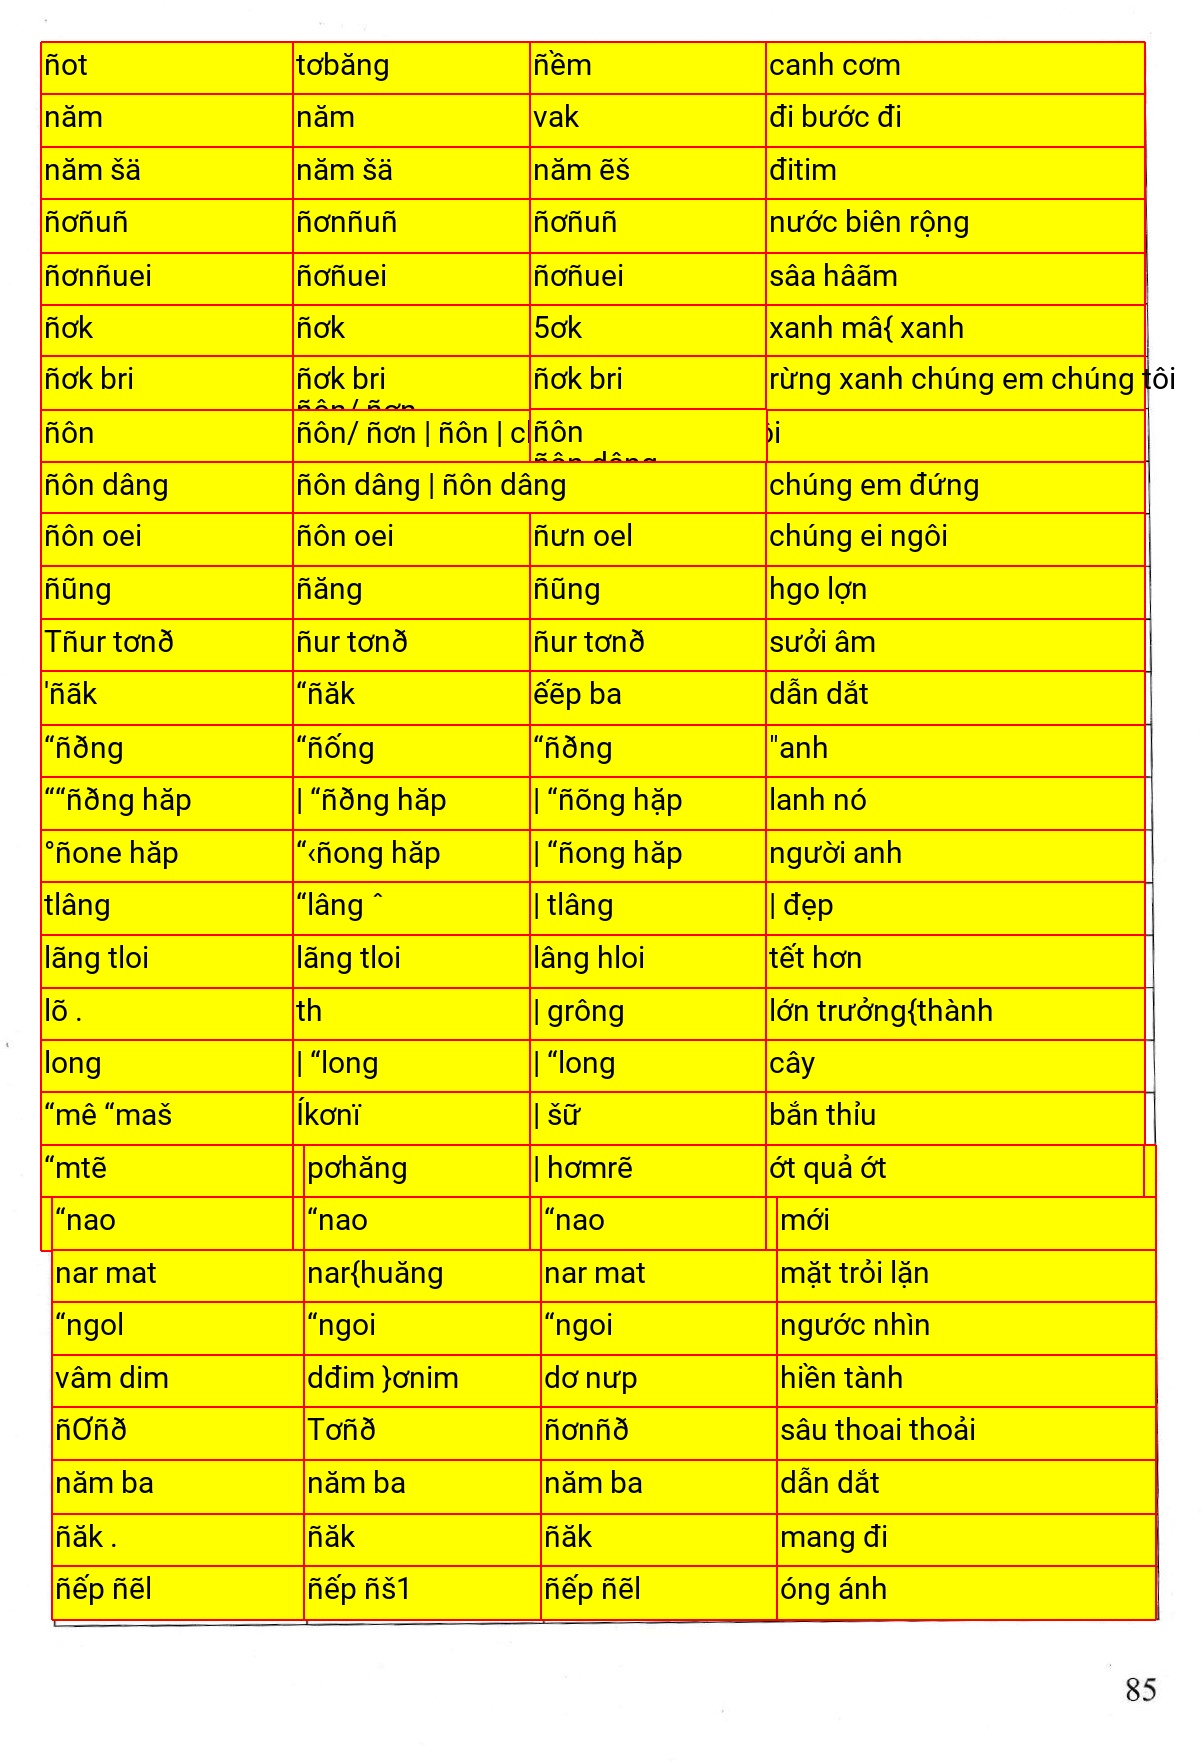 ñot tơbăng ñềm canh cơm
năm năm vak đi bước đi
năm šä năm šä năm ẽš đitim
ñơñuñ ñơnñuñ ñơñuñ nước biên rộng
ñơnñuei ñơñuei ñơñuei sâa hâãm
ñơk ñơk 5ơk xanh mâ{ xanh
ñơk bri ñơk bri ñơk bri rừng xanh chúng em chúng tôi
ñôn ñôn/ ñơn | ñôn | ñôn
ñôn dâng ñôn dâng | ñôn dâng chúng em đứng
ñôn oei ñôn oei ñưn oel chúng ei ngôi
ñũng ñăng ñũng hgo lợn
Tñur tơnð ñur tơnð ñur tơnð sưởi âm
'ñãk “ñăk ếẽp ba dẫn dắt
“ñðng “ñống “ñðng "anh
““ñðng hăp | “ñðng hăp | “ñõng hặp lanh nó
°ñone hăp “‹ñong hăp | “ñong hăp người anh
tlâng “lâng ˆ | tlâng | đẹp
lãng tloi lãng tloi lâng hloi tết hơn
lõ . th | grông lớn trưởng{thành
long | “long | “long cây
“mê “maš Íkơnï | šữ bắn thỉu
“mtẽ pơhăng | hơmrẽ ớt quả ớt
“nao “nao “nao mới
nar mat nar{huăng nar mat mặt trỏi lặn
“ngol “ngoi “ngoi ngước nhìn
vâm dim dđim }ơnim dơ nưp hiền tành
ñƠñð Tơñð ñơnñð sâu thoai thoải
năm ba năm ba năm ba dẫn dắt
ñăk . ñăk ñăk mang đi
ñếp ñẽl ñếp ñš1 ñếp ñẽl óng ánh
85